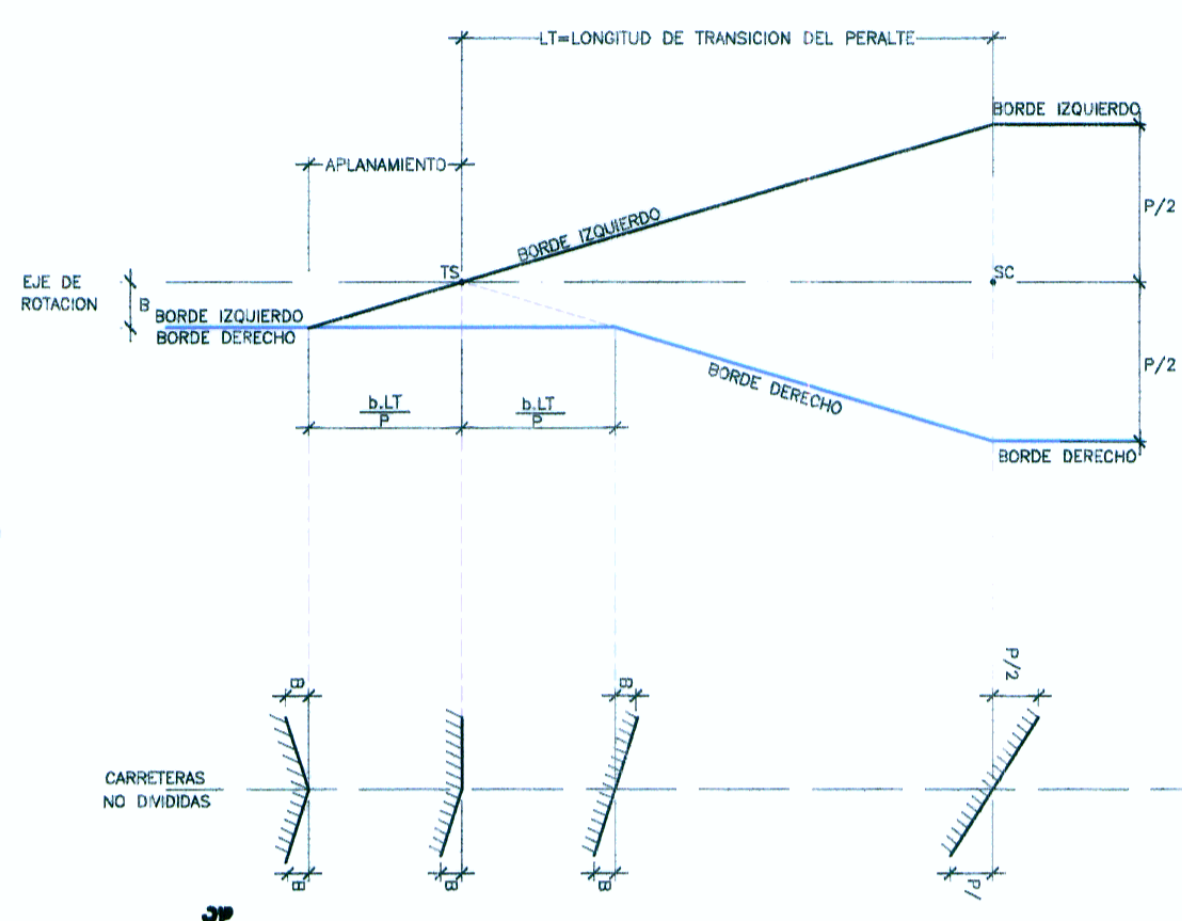 LT=LONGITUD DE TRANSICION DEL PERALTE
BORDE IZQUIERDO
APLANAMIENTO
P/2
BORDE IZQUIERDO
TS
SC
EJE DE
ROTACION
B
BORDE IZQUIERDO
BORDE DERECHO
P/2
BORDE DERECHO
b.LT
P
b.LT
P
BORDE DERECHO
P/2
B
B
CARRETERAS
NO DIVIDIDAS
B
B
B
P/